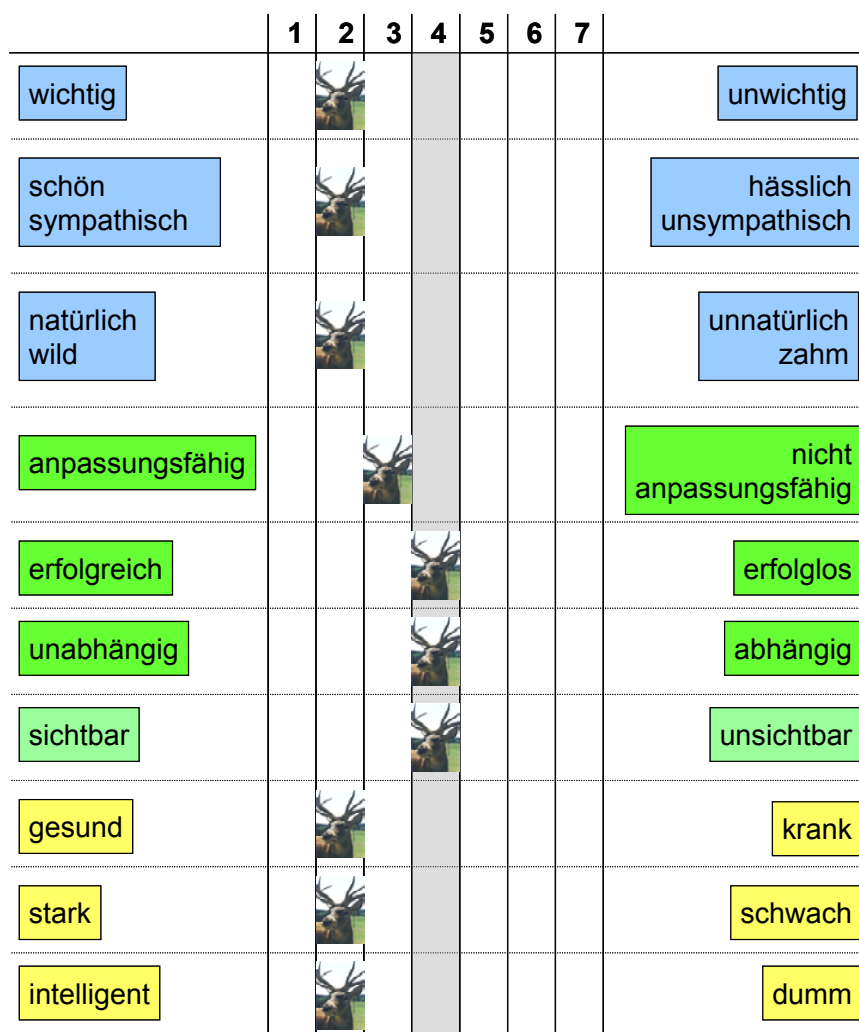 1 2 3 4 5 6 7
wichtig
unwichtig
schön
sympathisch
hässlich
unsympathisch
natürlich
wild
unnatürlich
zahm
anpassungsfähig
nicht
anpassungsfähig
erfolgreich
erfolglos
unabhängig
abhängig
sichtbar
unsichtbar
gesund
krank
stark
schwach
intelligent
dumm